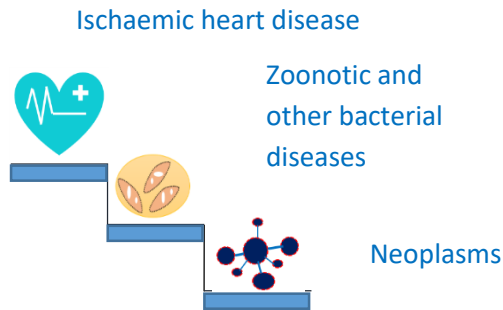 Ischaemic heart disease
Zoonotic and
other bacterial
diseases
Neoplasms